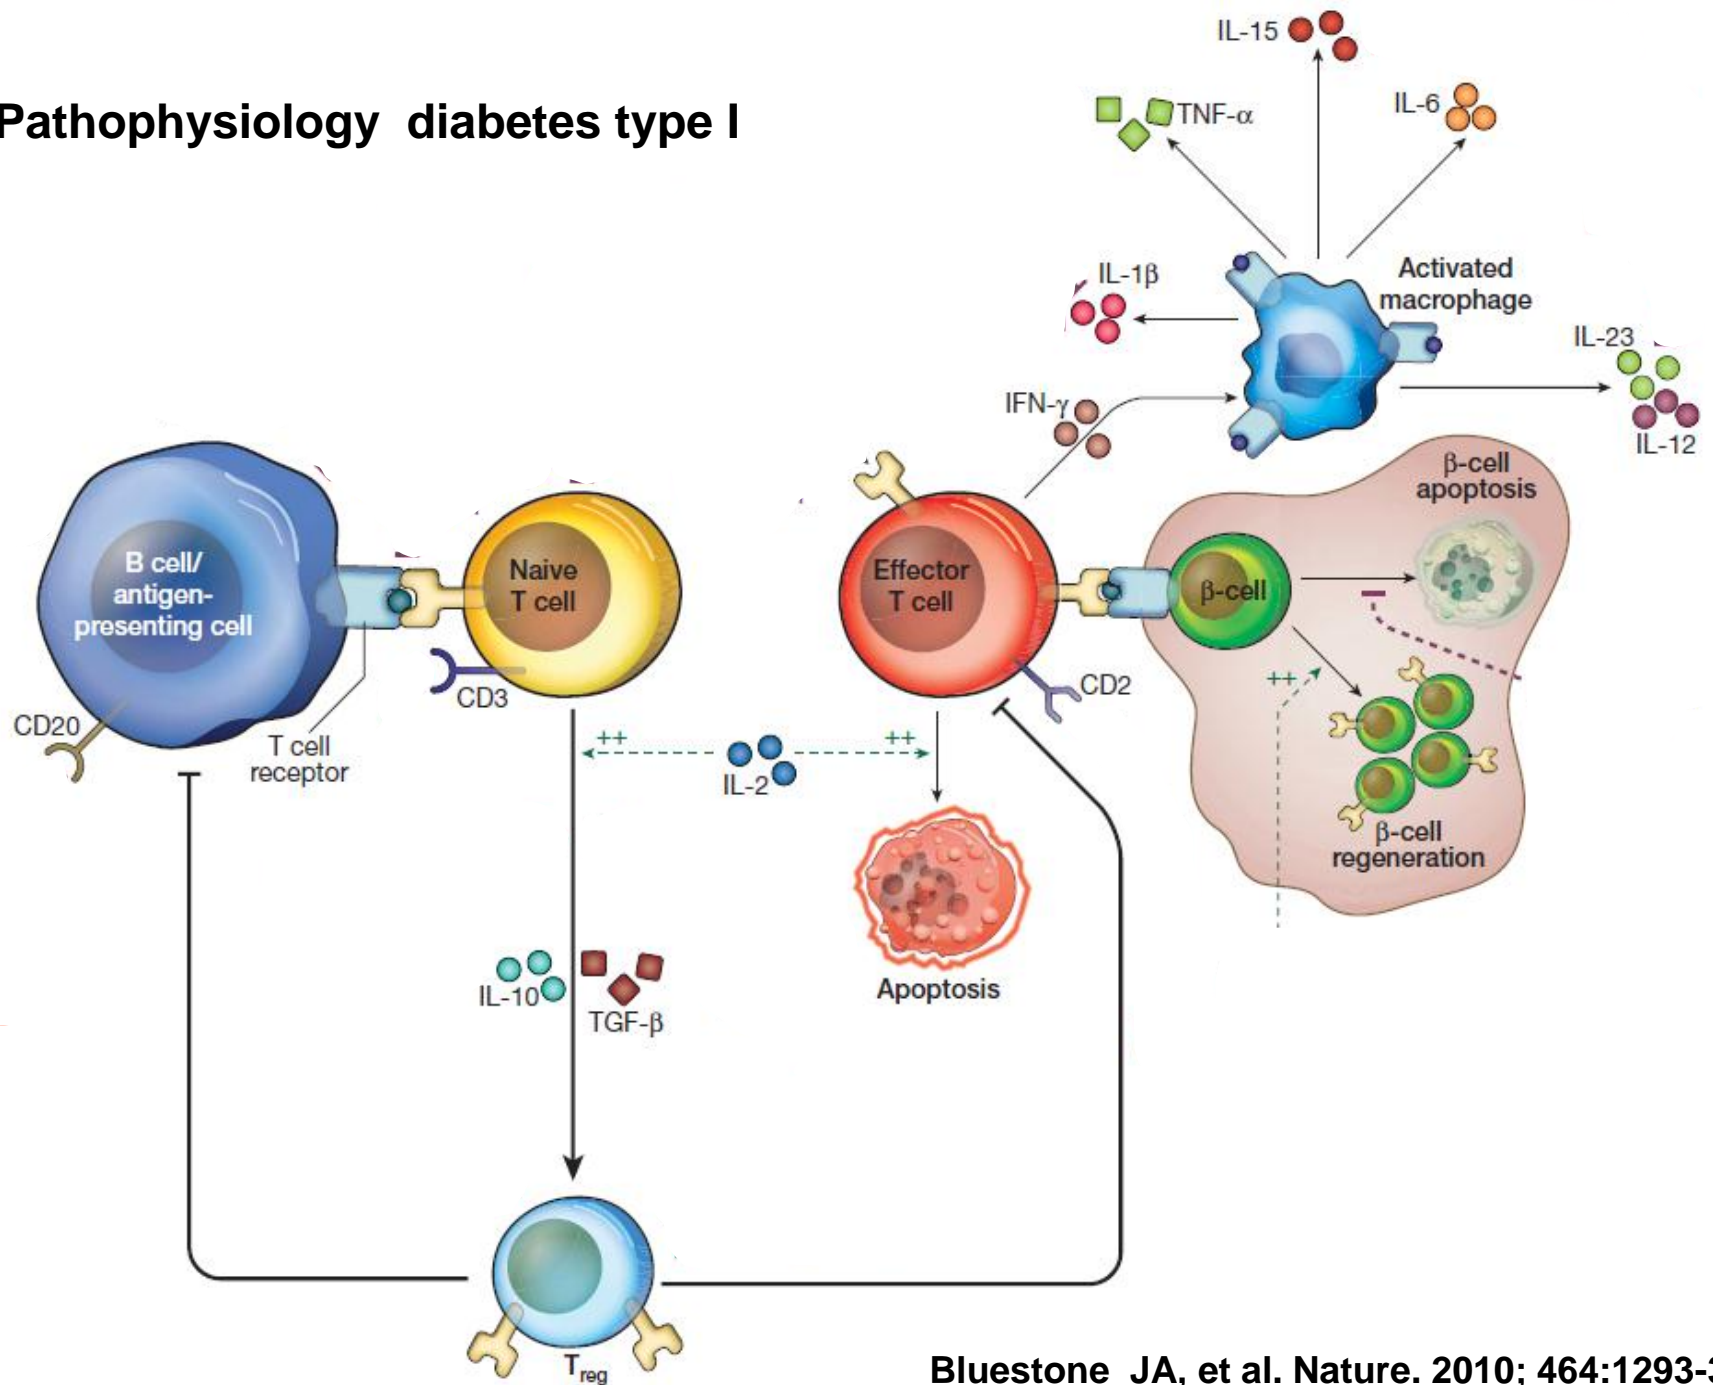 Pathophysiology diabetes type I
IL-15
TNF-α
IL-6
IL-1β
Activated
macrophage
IL-23
IL-12
IFN-γ
β-cell
apoptosis
B cell/
antigen-
presenting cell
Naive
T cell
Effector
T cell
β-cell
CD20
T cell
receptor
CD3
CD2
++
++
IL-2
++
β-cell
regeneration
Apoptosis
IL-10
TGF-β
Treg
Bluestone JA, et al. Nature. 2010; 464:1293-